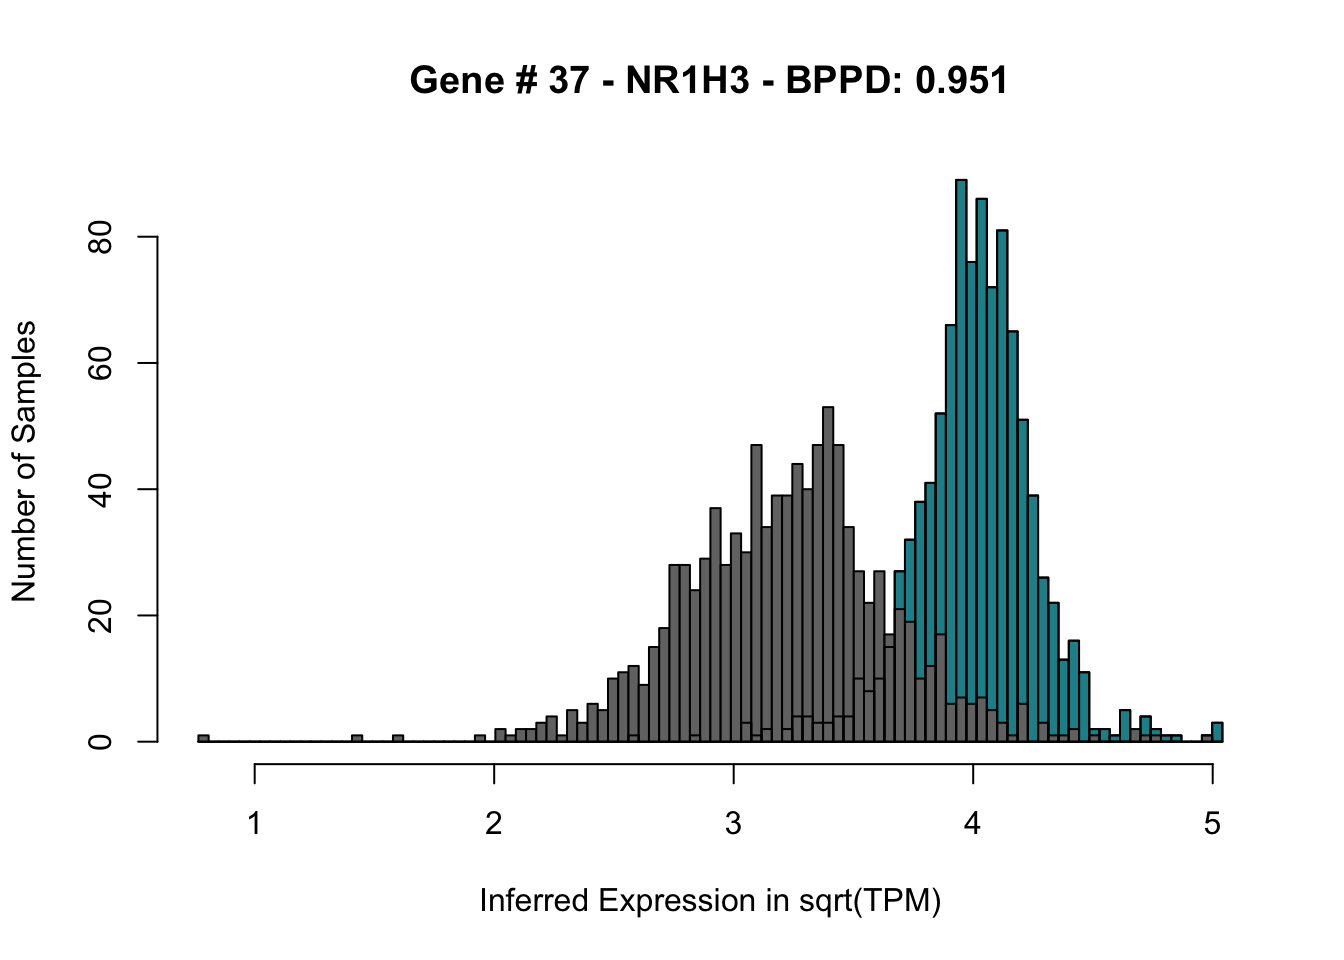 Gene # 37 - NR1H3 - BPPD: 0.951
Number of Samples
80
60
40
20
0
1 2 3 4 5
Inferred Expression in sqrt(TPM)